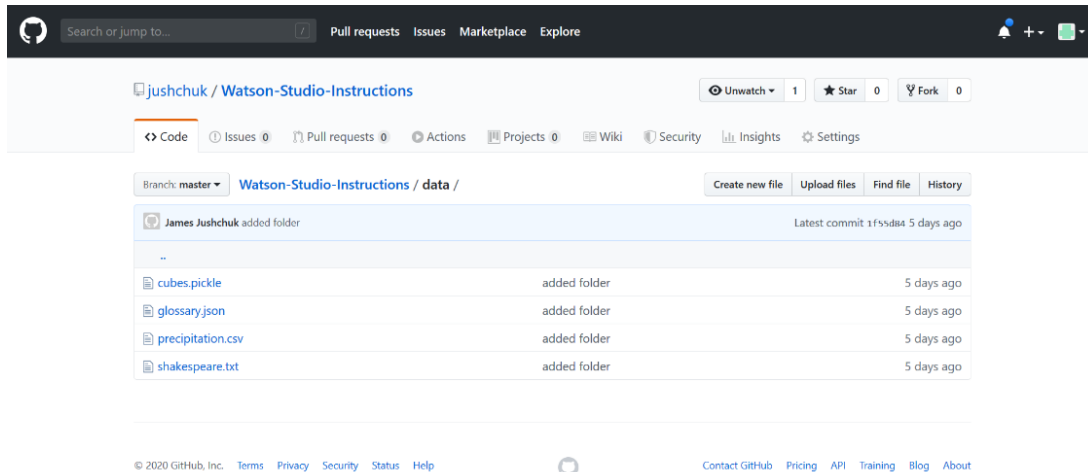 Search or jump to... / Pull requests Issues Marketplace Explore
jushchuk / Watson-Studio-Instructions Unwatch 1 Star 0 Fork 0
Code Issues 0 Pull requests 0 Actions Projects 0 Wiki Security Insights Settings
Branch: master Watson-Studio-Instructions / data / Create new file Upload files Find file History
James Jushchuk added folder Latest commit 1f55d84 5 days ago
..
cubes.pickle added folder 5 days ago
glossary.json added folder 5 days ago
precipitation.csv added folder 5 days ago
shakespeare.txt added folder 5 days ago
© 2020 GitHub, Inc. Terms Privacy Security Status Help Contact GitHub Pricing API Training Blog About